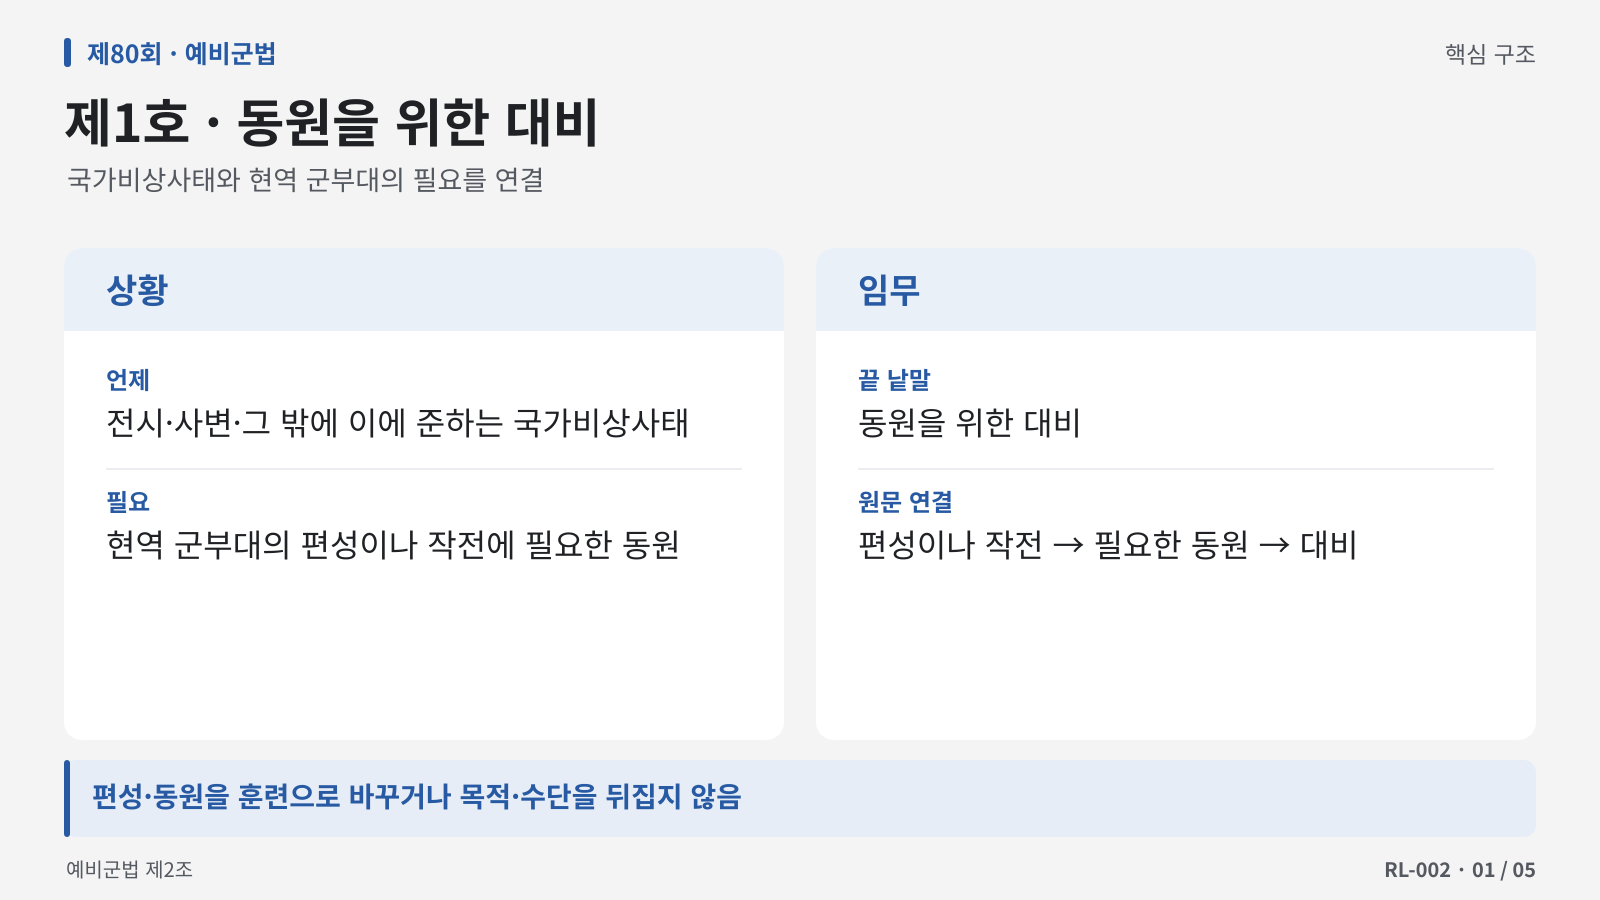 제80회 · 예비군법
핵심 구조
제1호 · 동원을 위한 대비
국가비상사태와 현역 군부대의 필요를 연결
상황
언제
전시·사변·그 밖에 이에 준하는 국가비상사태
필요
현역 군부대의 편성이나 작전에 필요한 동원
임무
끝 낱말
동원을 위한 대비
원문 연결
편성이나 작전 → 필요한 동원 → 대비
편성·동원을 훈련으로 바꾸거나 목적·수단을 뒤집지 않음
예비군법 제2조
RL-002 · 01 / 05